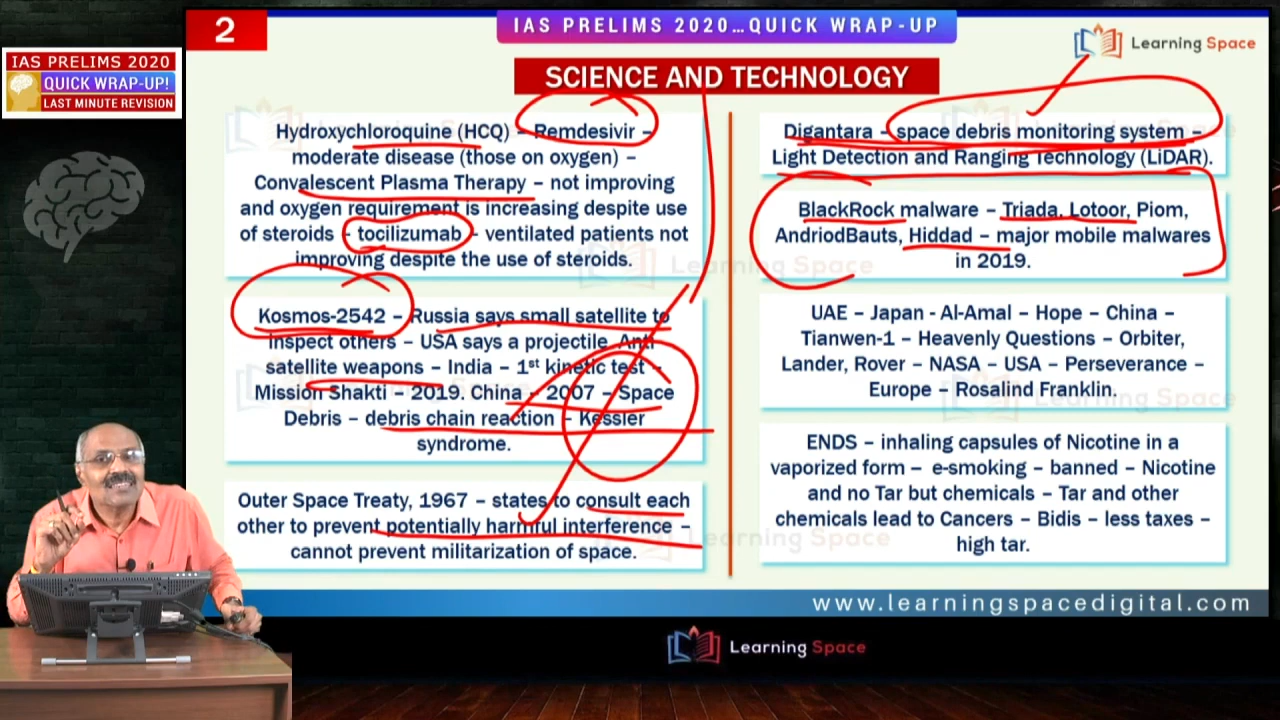 2
IAS PRELIMS 2020...QUICK WRAP-UP
Learning Space
IAS PRELIMS 2020
QUICK WRAP-UP!
LAST MINUTE REVISION
SCIENCE AND TECHNOLOGY
Hydroxychloroquine (HCQ) – Remdesivir –
moderate disease (those on oxygen) –
Convalescent Plasma Therapy – not improving
and oxygen requirement is increasing despite use
of steroids – tocilizumab – ventilated patients not
improving despite the use of steroids.
Kosmos-2542 – Russia says small satellite to
inspect others – USA says a projectile. Anti
satellite weapons – India – 1st kinetic test –
Mission Shakti – 2019. China – 2007 – Space
Debris – debris chain reaction – Kessler
syndrome.
Outer Space Treaty, 1967 – states to consult each
other to prevent potentially harmful interference –
cannot prevent militarization of space.
Digantara – space debris monitoring system –
Light Detection and Ranging Technology (LiDAR).
BlackRock malware – Triada, Lotoor, Piom,
AndriodBauts, Hiddad – major mobile malwares
in 2019.
UAE – Japan - Al-Amal – Hope – China –
Tianwen-1 – Heavenly Questions – Orbiter,
Lander, Rover – NASA – USA – Perseverance –
Europe – Rosalind Franklin.
ENDS – inhaling capsules of Nicotine in a
vaporized form – e-smoking – banned – Nicotine
and no Tar but chemicals – Tar and other
chemicals lead to Cancers – Bidis – less taxes –
high tar.
www.learningspacedigital.com
Learning Space